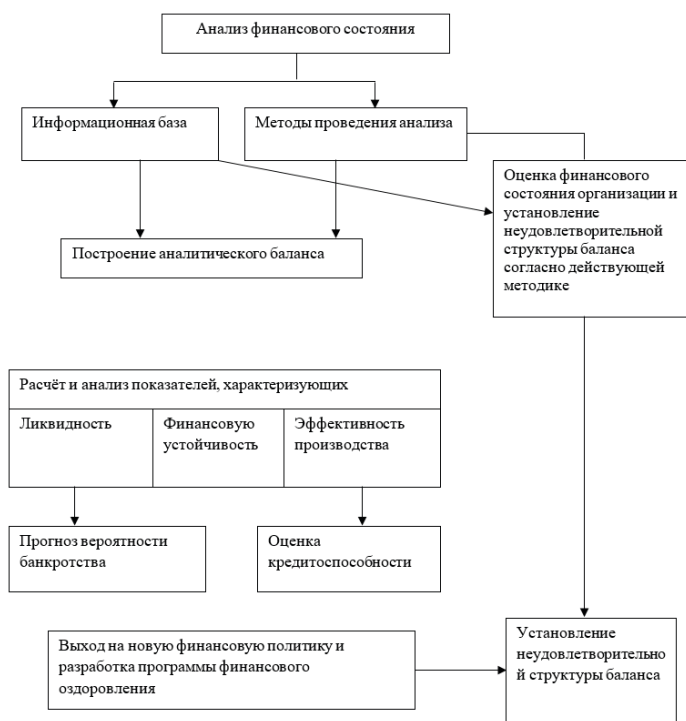 Анализ финансового состояния
Информационная база
Методы проведения анализа
Оценка финансового
состояния организации и
установление
неудовлетворительной
структуры баланса
согласно действующей
методике
Построение аналитического баланса
Расчёт и анализ показателей, характеризующих
Ликвидность
Финансовую
устойчивость
Эффективность
производства
Прогноз вероятности
банкротства
Оценка
кредитоспособности
Выход на новую финансовую политику и
разработка программы финансового
оздоровления
Установление
неудовлетворительно
й структуры баланса